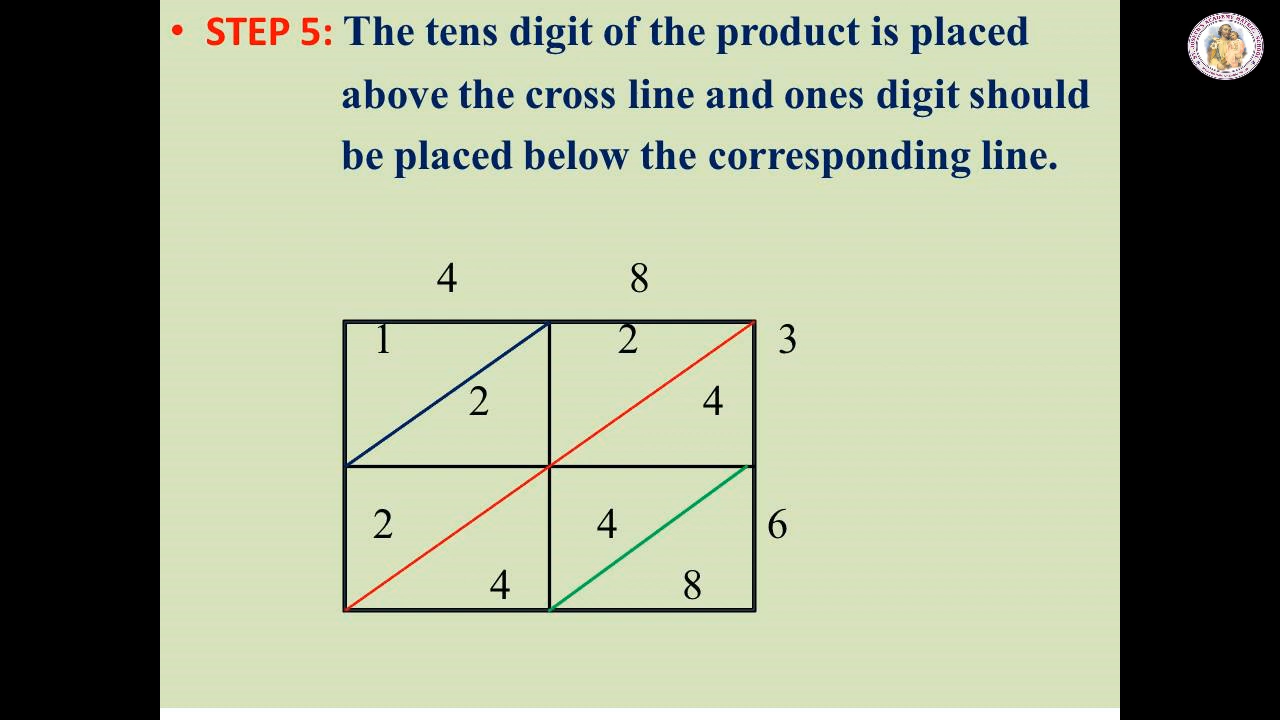 • STEP 5: The tens digit of the product is placed
above the cross line and ones digit should
be placed below the corresponding line.
4 8
1 2 3
2 4
2 4 6
4 8